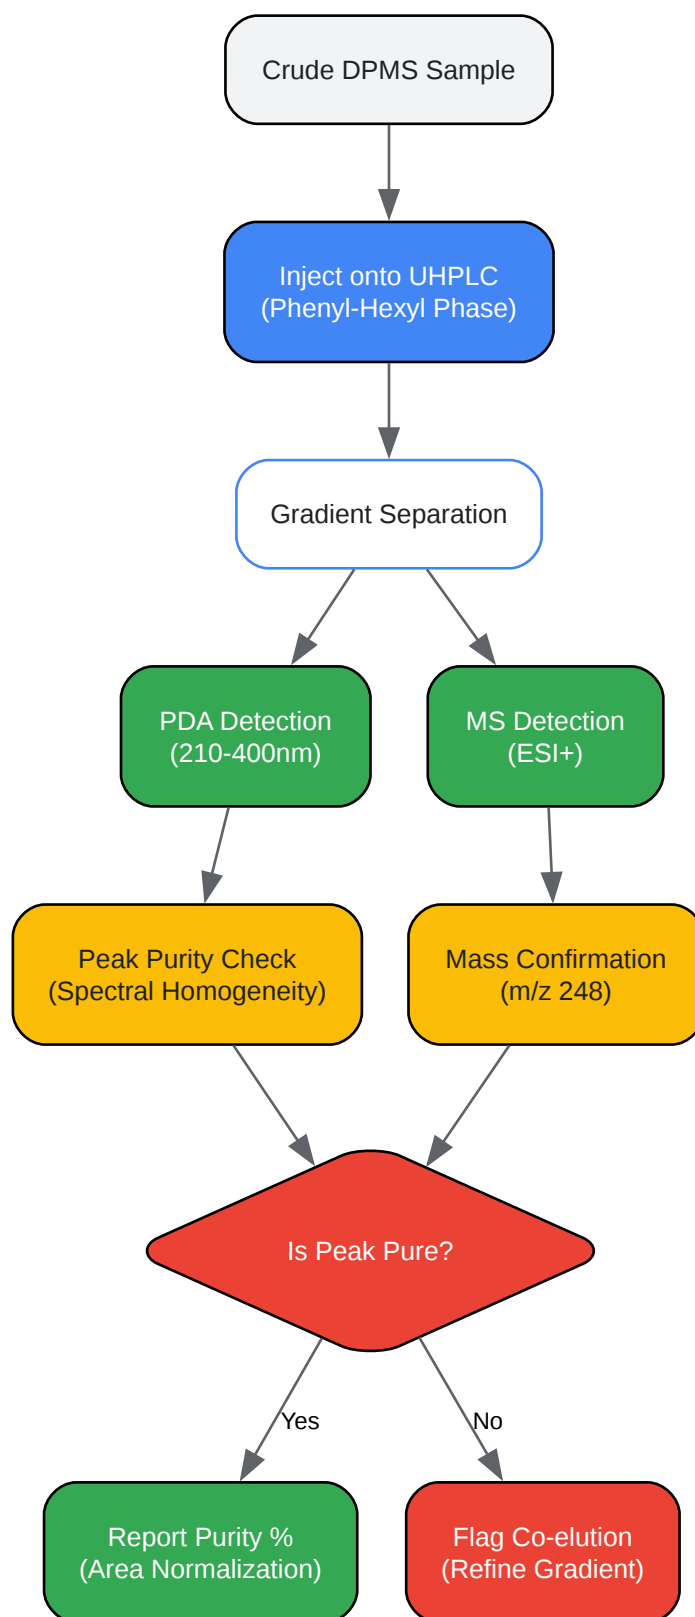 Crude DPMS Sample
Inject onto UHPLC
(Phenyl-Hexyl Phase)
Gradient Separation
PDA Detection
(210-400nm)
MS Detection
(ESI+)
Peak Purity Check
(Spectral Homogeneity)
Mass Confirmation
(m/z 248)
Is Peak Pure?
Yes
No
Report Purity %
(Area Normalization)
Flag Co-elution
(Refine Gradient)